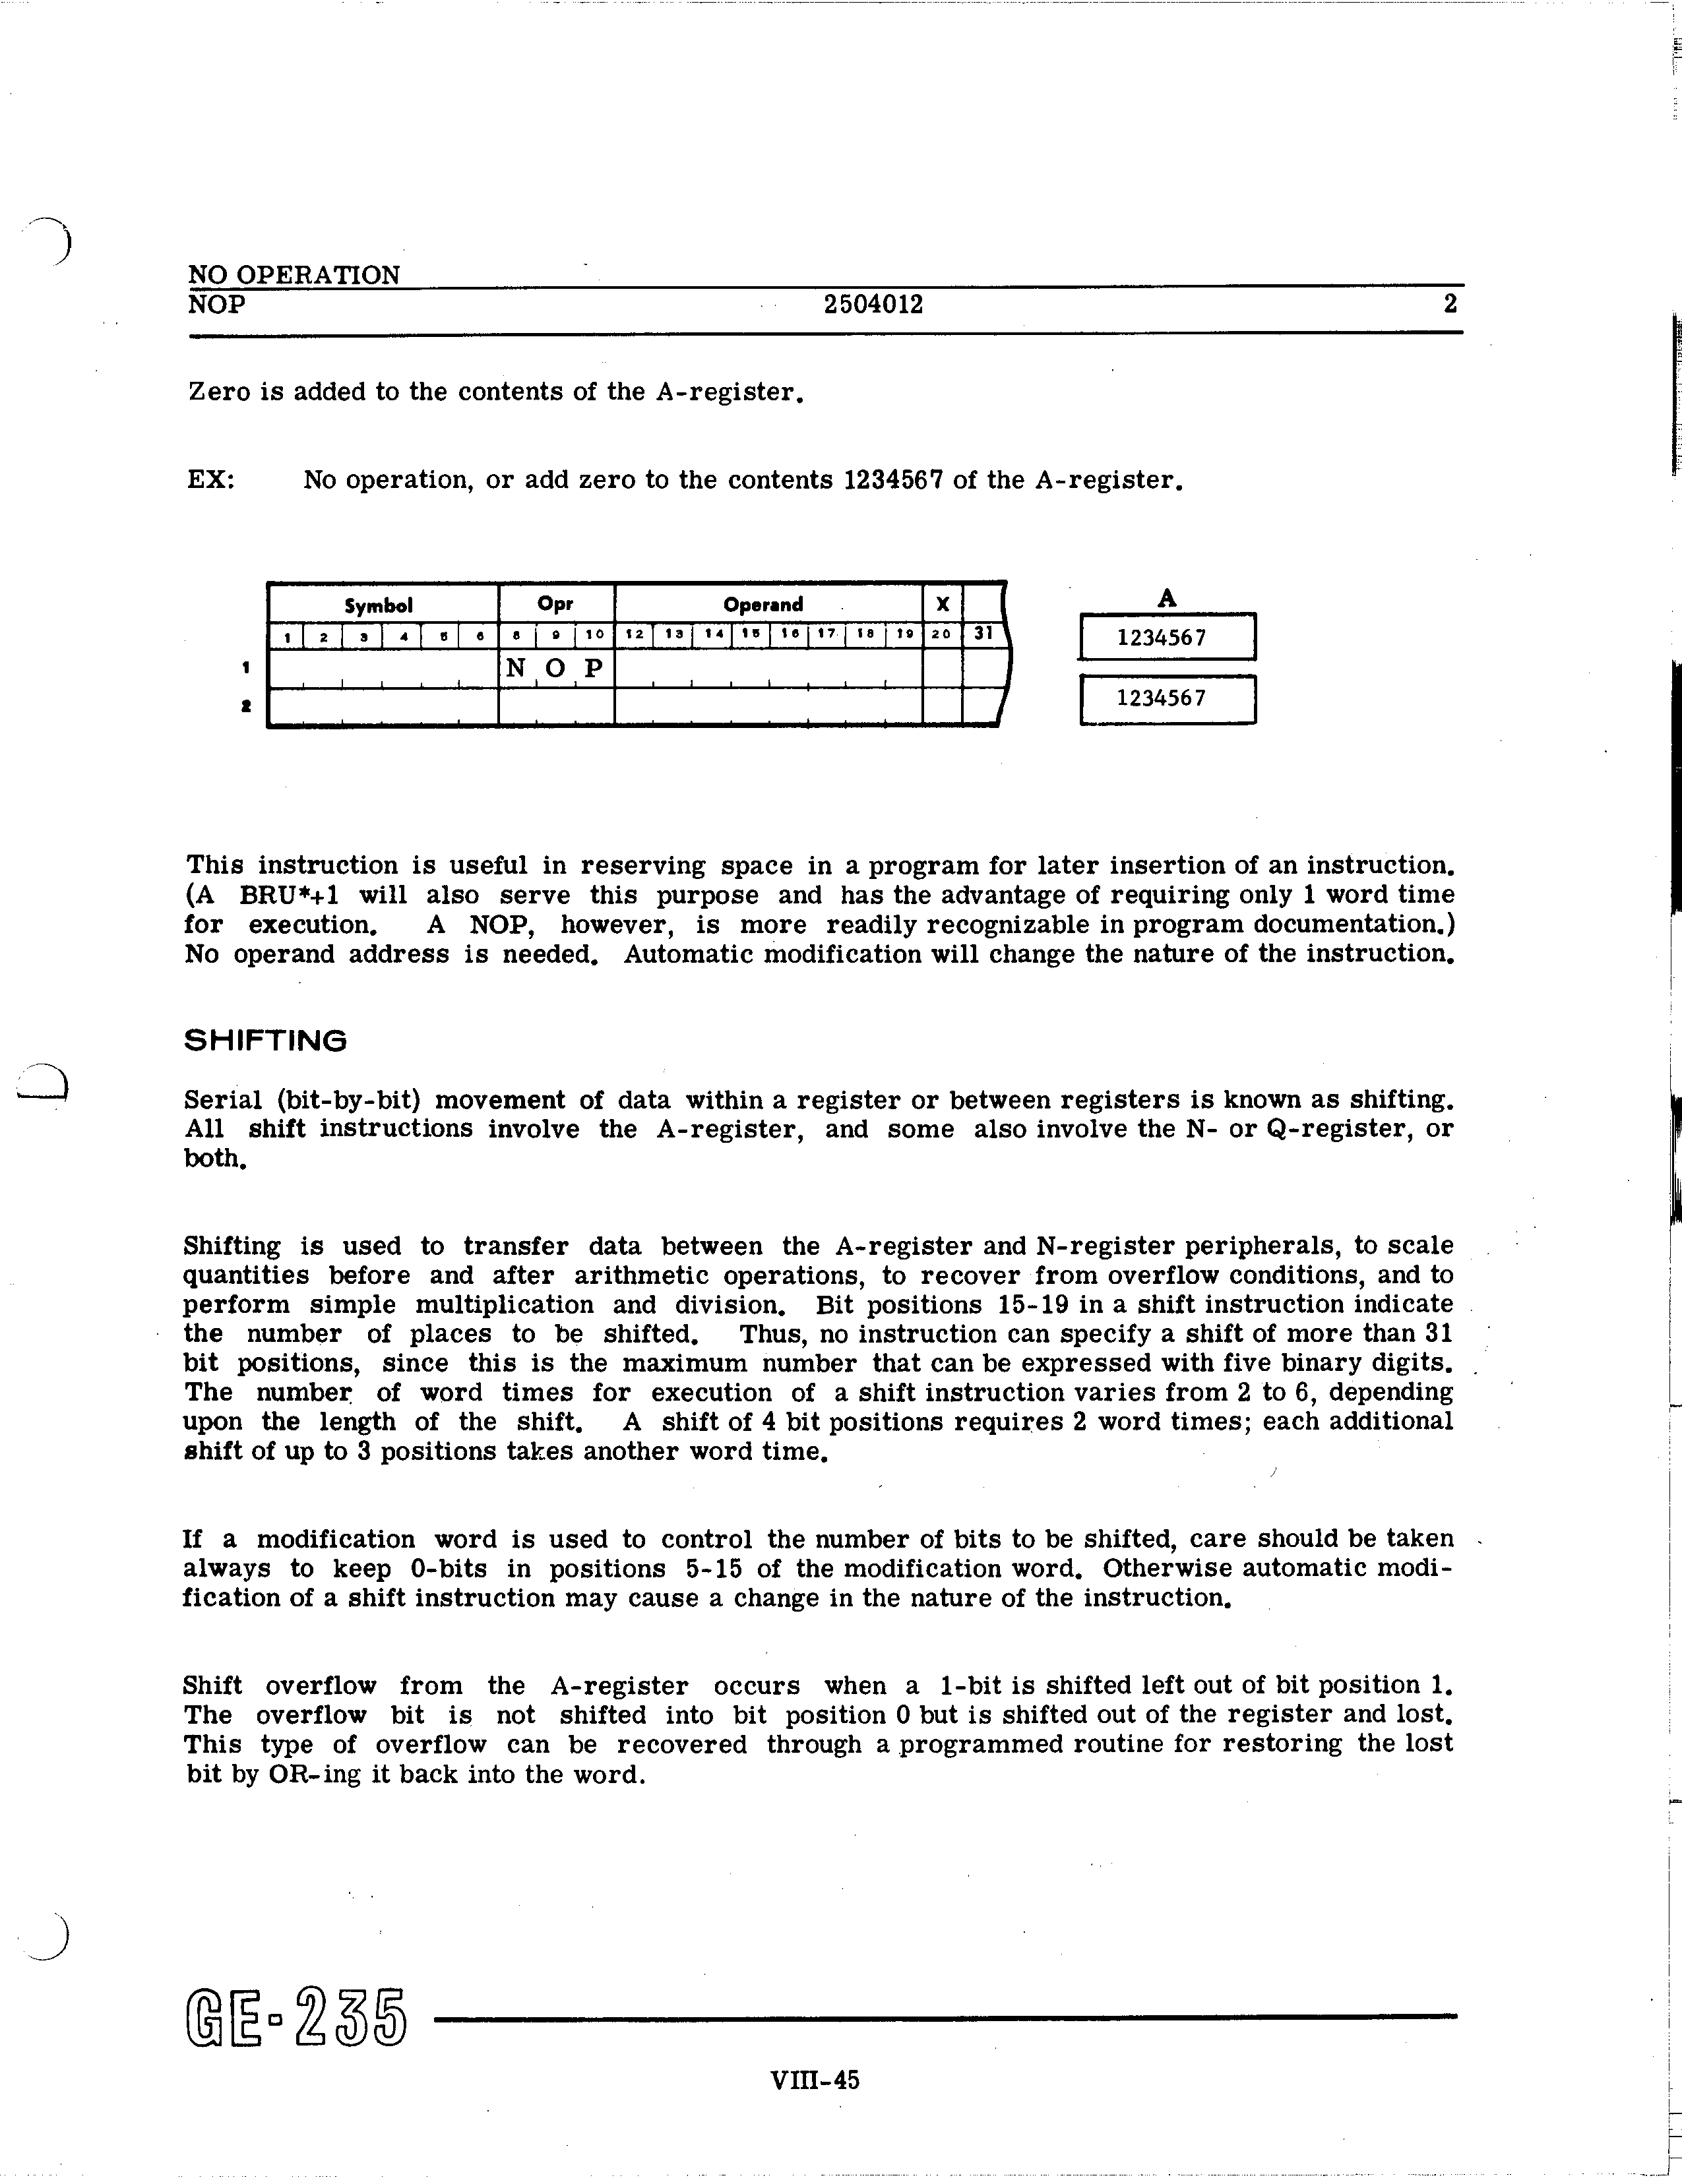 NO OPERATION
NOP 2504012 2
Zero is added to the contents of the A-register.
EX: No operation, or add zero to the contents 1234567 of the A-register.
Symbol Opr Operand X A
1 2 3 4 5 6 8 9 10 12 13 14 15 16 17 18 19 20 31 1234567
1 N O P
2 1234567
This instruction is useful in reserving space in a program for later insertion of an instruction.
(A BRU*+1 will also serve this purpose and has the advantage of requiring only 1 word time
for execution. A NOP, however, is more readily recognizable in program documentation.)
No operand address is needed. Automatic modification will change the nature of the instruction.
SHIFTING
Serial (bit-by-bit) movement of data within a register or between registers is known as shifting.
All shift instructions involve the A-register, and some also involve the N- or Q-register, or
both.
Shifting is used to transfer data between the A-register and N-register peripherals, to scale
quantities before and after arithmetic operations, to recover from overflow conditions, and to
perform simple multiplication and division. Bit positions 15-19 in a shift instruction indicate
the number of places to be shifted. Thus, no instruction can specify a shift of more than 31
bit positions, since this is the maximum number that can be expressed with five binary digits.
The number of word times for execution of a shift instruction varies from 2 to 6, depending
upon the length of the shift. A shift of 4 bit positions requires 2 word times; each additional
shift of up to 3 positions takes another word time.
If a modification word is used to control the number of bits to be shifted, care should be taken
always to keep 0-bits in positions 5-15 of the modification word. Otherwise automatic modi-
fication of a shift instruction may cause a change in the nature of the instruction.
Shift overflow from the A-register occurs when a 1-bit is shifted left out of bit position 1.
The overflow bit is not shifted into bit position 0 but is shifted out of the register and lost.
This type of overflow can be recovered through a programmed routine for restoring the lost
bit by OR-ing it back into the word.
GE-235
VIII-45